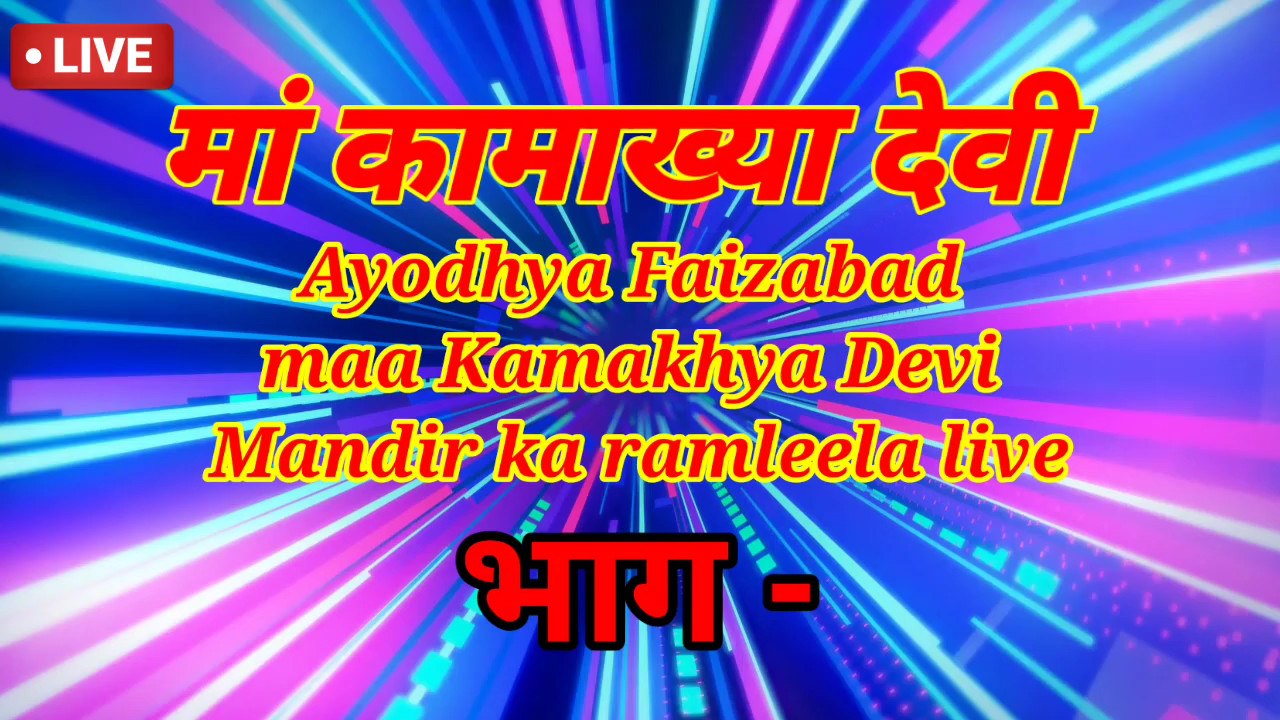 • LIVE
मां कामाख्या देवी
Ayodhya Faizabad
maa Kamakhya Devi
Mandir ka ramleela live
भाग -